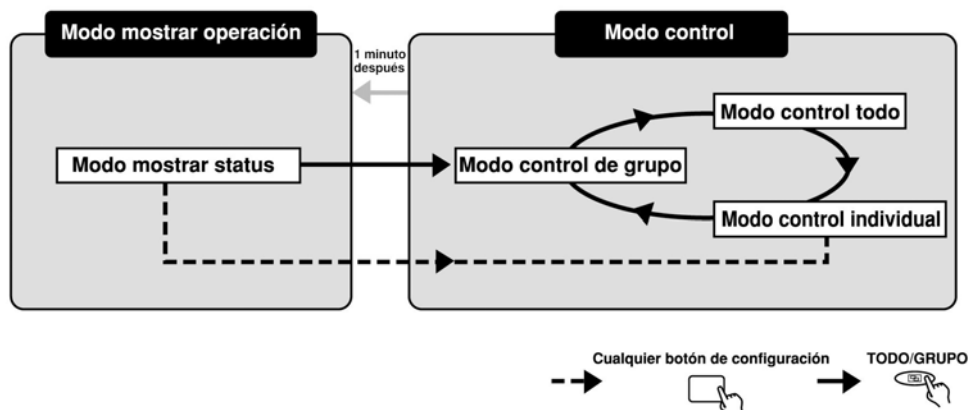 Modo mostrar operación
Modo control
1 minuto
después
Modo control todo
Modo mostrar status
Modo control de grupo
Modo control individual
Cualquier botón de configuración
TODO/GRUPO